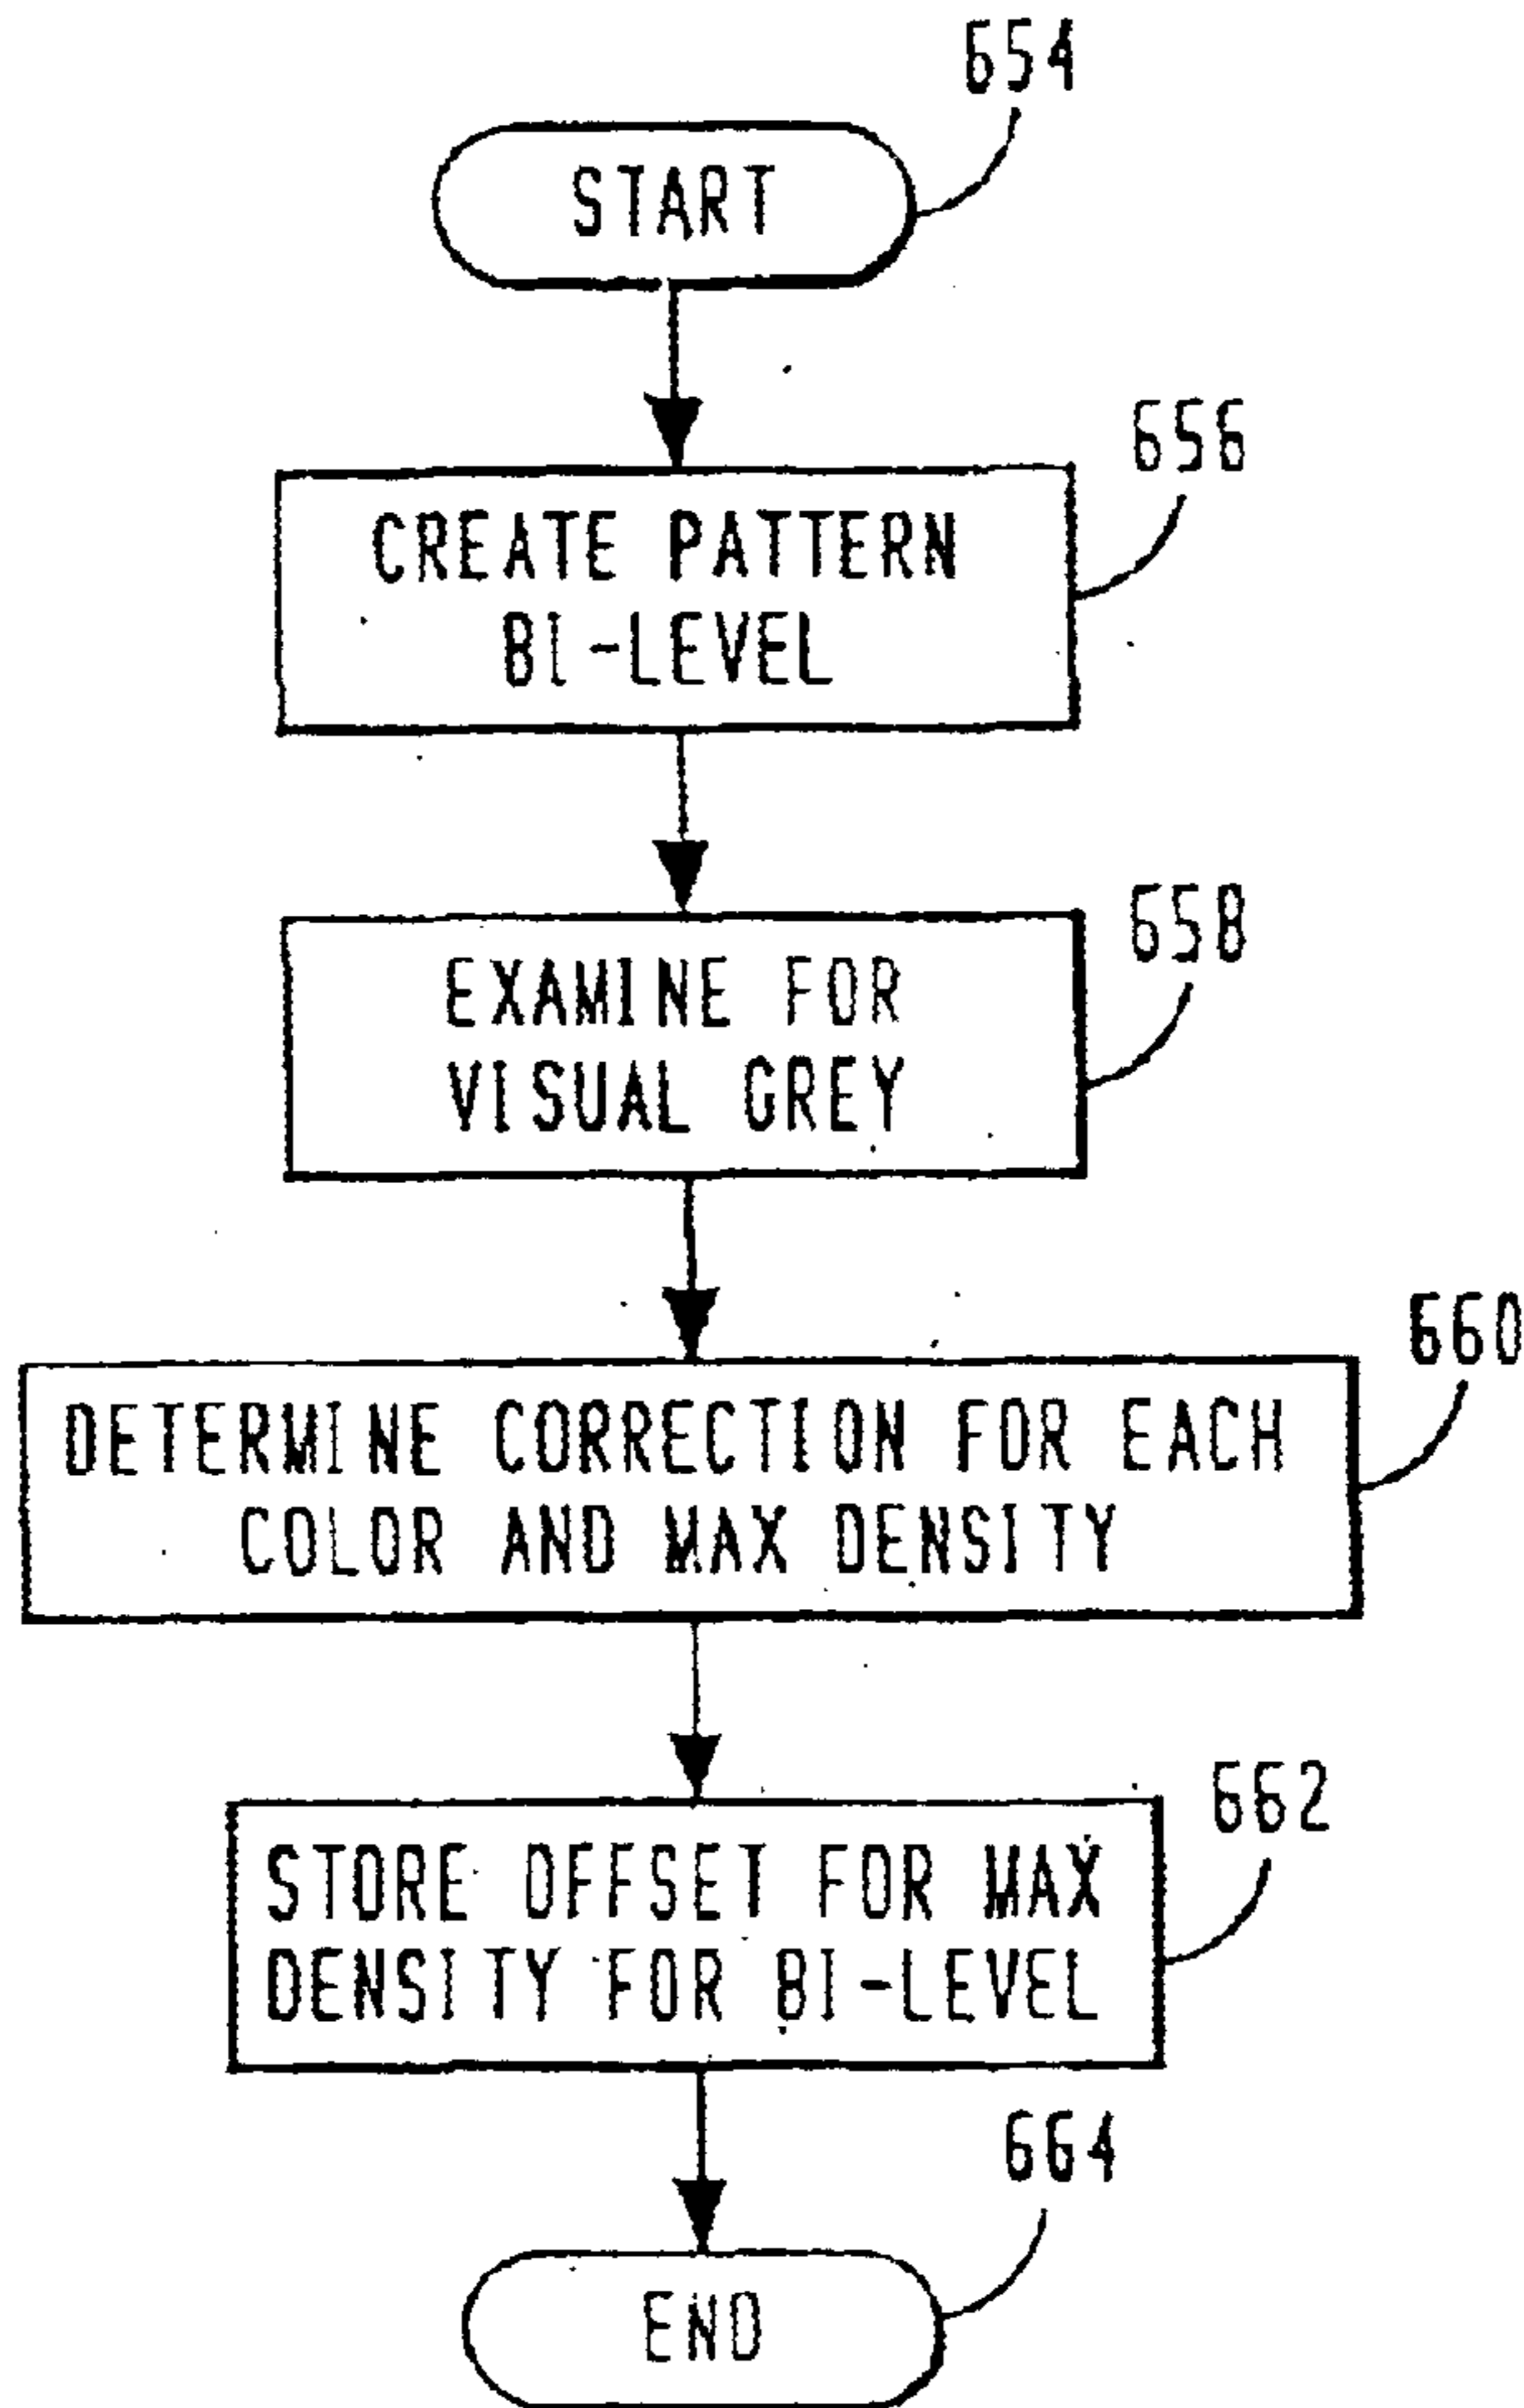 654
START
656
CREATE PATTERN
BI-LEVEL
658
EXAMINE FOR
VISUAL GREY
660
DETERMINE CORRECTION FOR EACH
COLOR AND MAX DENSITY
662
STORE OFFSET FOR MAX
DENSITY FOR BI-LEVEL
664
END